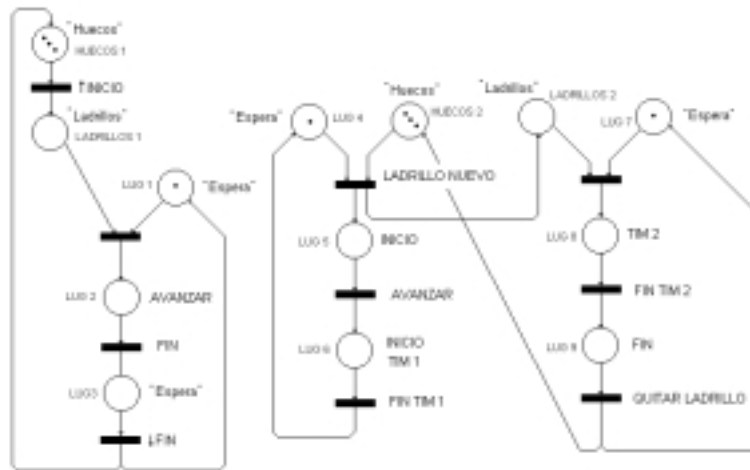 "Huecos"
HUECOS 1
↑INICIO
"Ladrillos"
LADRILLOS 1
LUG 1
"Espera"
LUG 2
AVANZAR
FIN
LUG3
"Espera"
↓FIN
"Espera"
LUG 4
"Huecos"
HUECOS 2
LADRILLO NUEVO
LUG 5
INICIO
AVANZAR
LUG 6
INICIO
TIM 1
FIN TIM 1
"Ladrillos"
LADRILLOS 2
LUG 7
"Espera"
LUG 8
TIM 2
FIN TIM 2
LUG 9
FIN
QUITAR LADRILLO